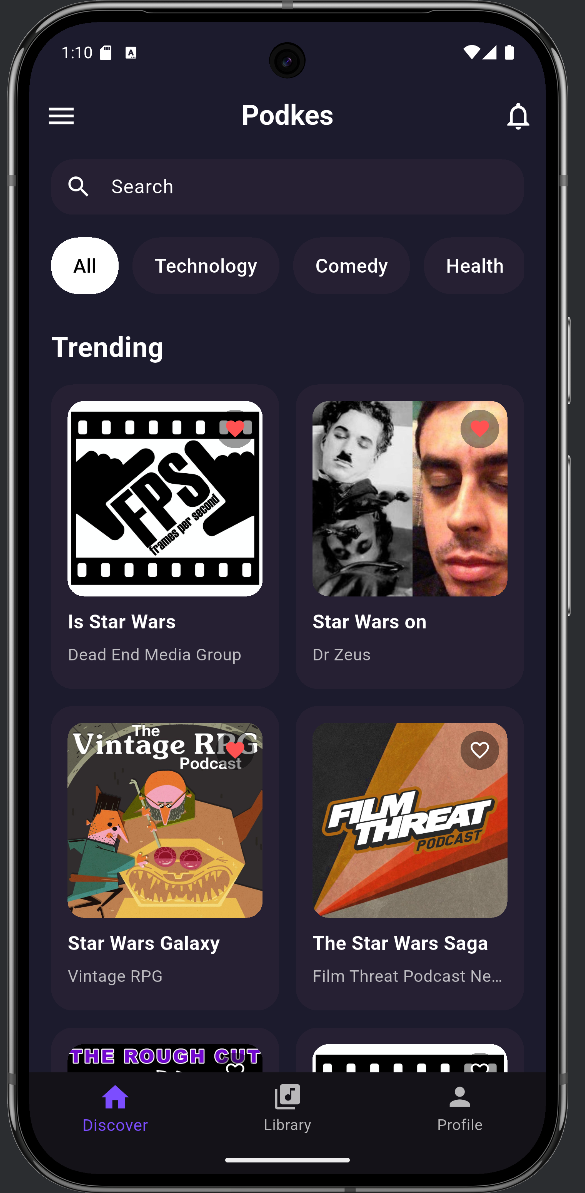 1:10
Podkes
Search
All Technology Comedy Health
Trending
FPS
frames per second
Is Star Wars
Dead End Media Group
Star Wars on
Dr Zeus
The
Vintage RPG
Podcast
Star Wars Galaxy
Vintage RPG
FILM
THREAT
PODCAST
The Star Wars Saga
Film Threat Podcast Ne...
THE ROUGH CUT
Discover Library Profile